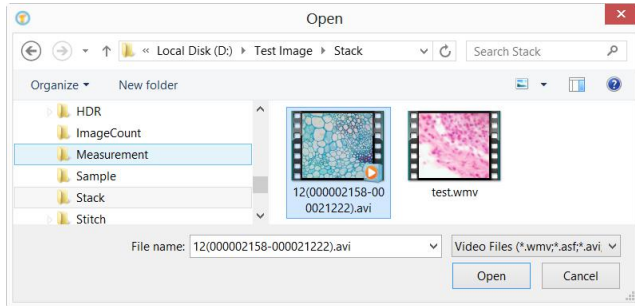 Open
« Local Disk (D:) Test Image Stack
Search Stack
Organize
New folder
HDR
ImageCount
Measurement
Sample
Stack
Stitch
12(000002158-00
0021222).avi
test.wmv
File name:
12(000002158-000021222).avi
Video Files (*.wmv;*.asf;*.avi
Open
Cancel